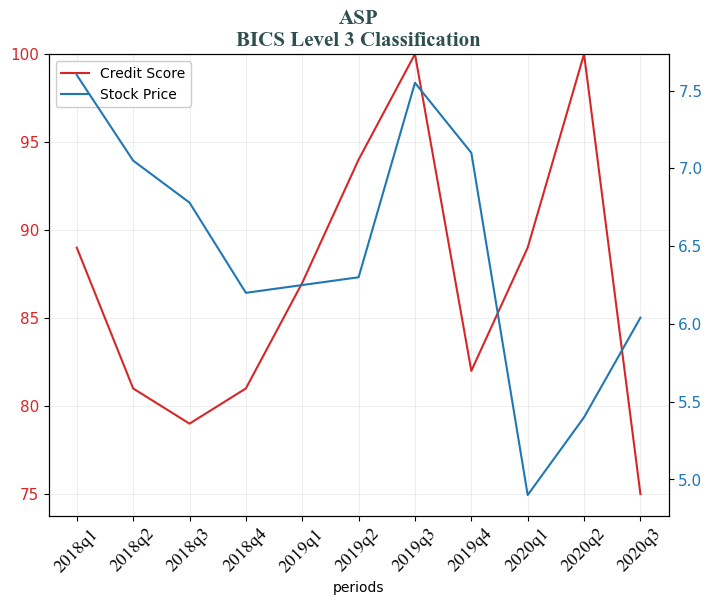 ASP
BICS Level 3 Classification
Credit Score
Stock Price
100
95
90
85
80
75
7.5
7.0
6.5
6.0
5.5
5.0
2018q1
2018q2
2018q3
2018q4
2019q1
2019q2
2019q3
2019q4
2020q1
2020q2
2020q3
periods